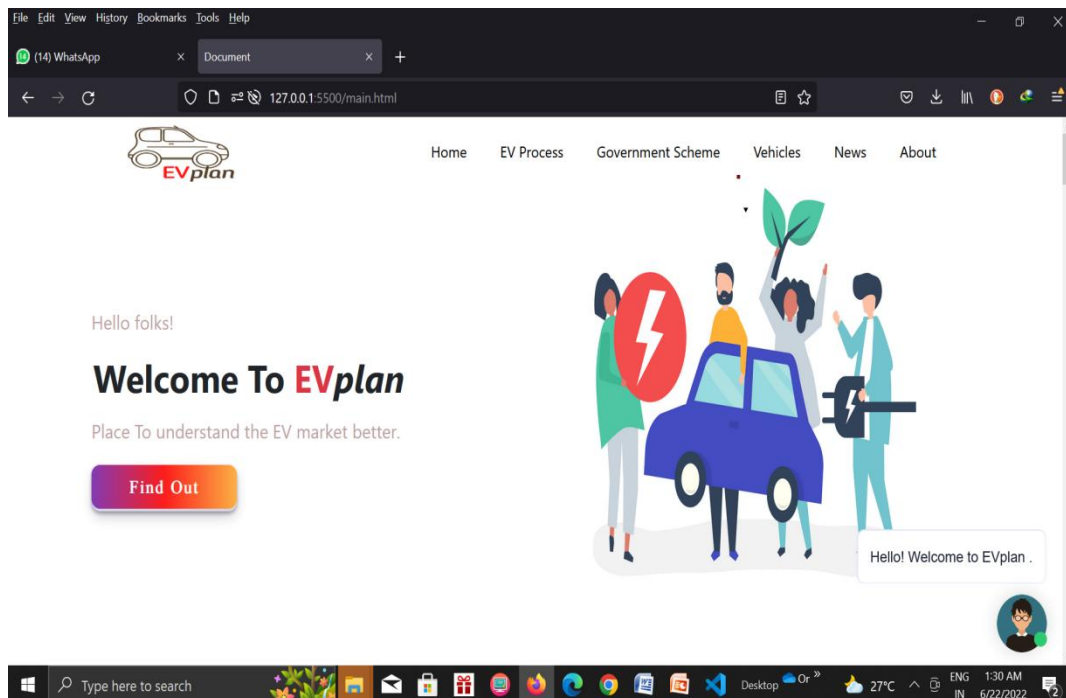 File Edit View History Bookmarks Tools Help
(14) WhatsApp
Document
127.0.0.1:5500/main.html
EVplan
Home EV Process Government Scheme Vehicles News About
Hello folks!
Welcome To EVplan
Place To understand the EV market better.
Find Out
Hello! Welcome to EVplan .
Type here to search
Desktop
Or
27°C
ENG
IN
1:30 AM
6/22/2022
2